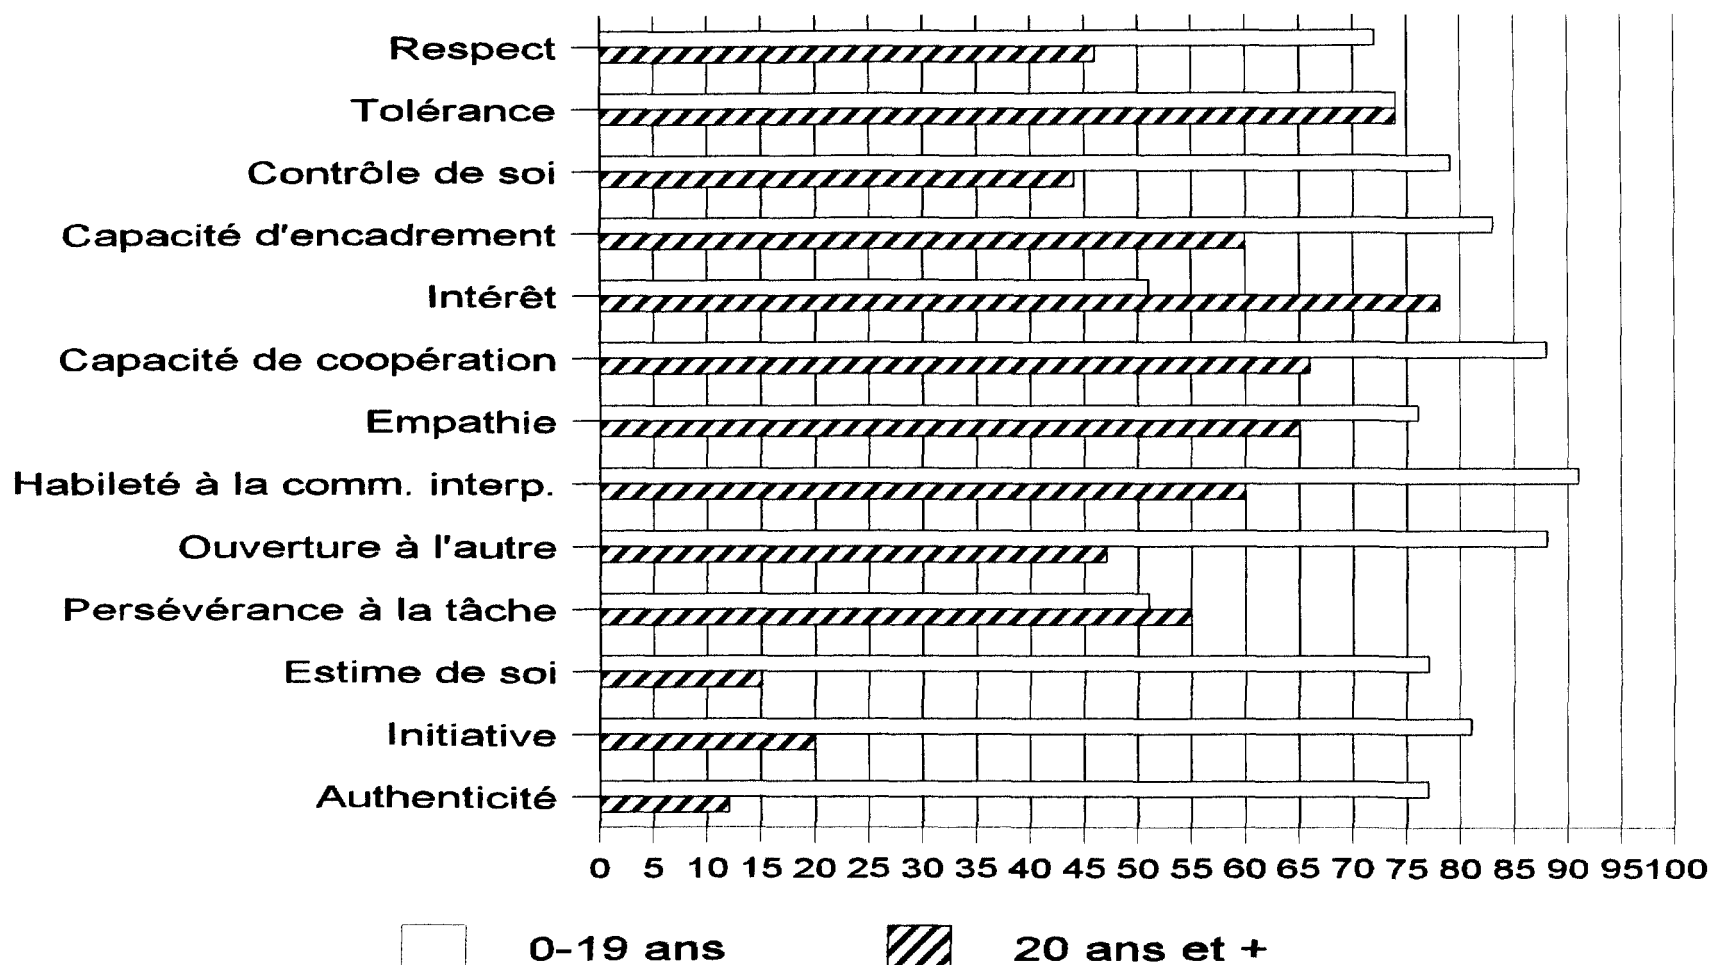 Respect
Tolérance
Contrôle de soi
Capacité d'encadrement
Intérêt
Capacité de coopération
Empathie
Habileté à la comm. interp.
Ouverture à l'autre
Persévérance à la tâche
Estime de soi
Initiative
Authenticité
0 5 10 15 20 25 30 35 40 45 50 55 60 65 70 75 80 85 90 95 100
0-19 ans 20 ans et +